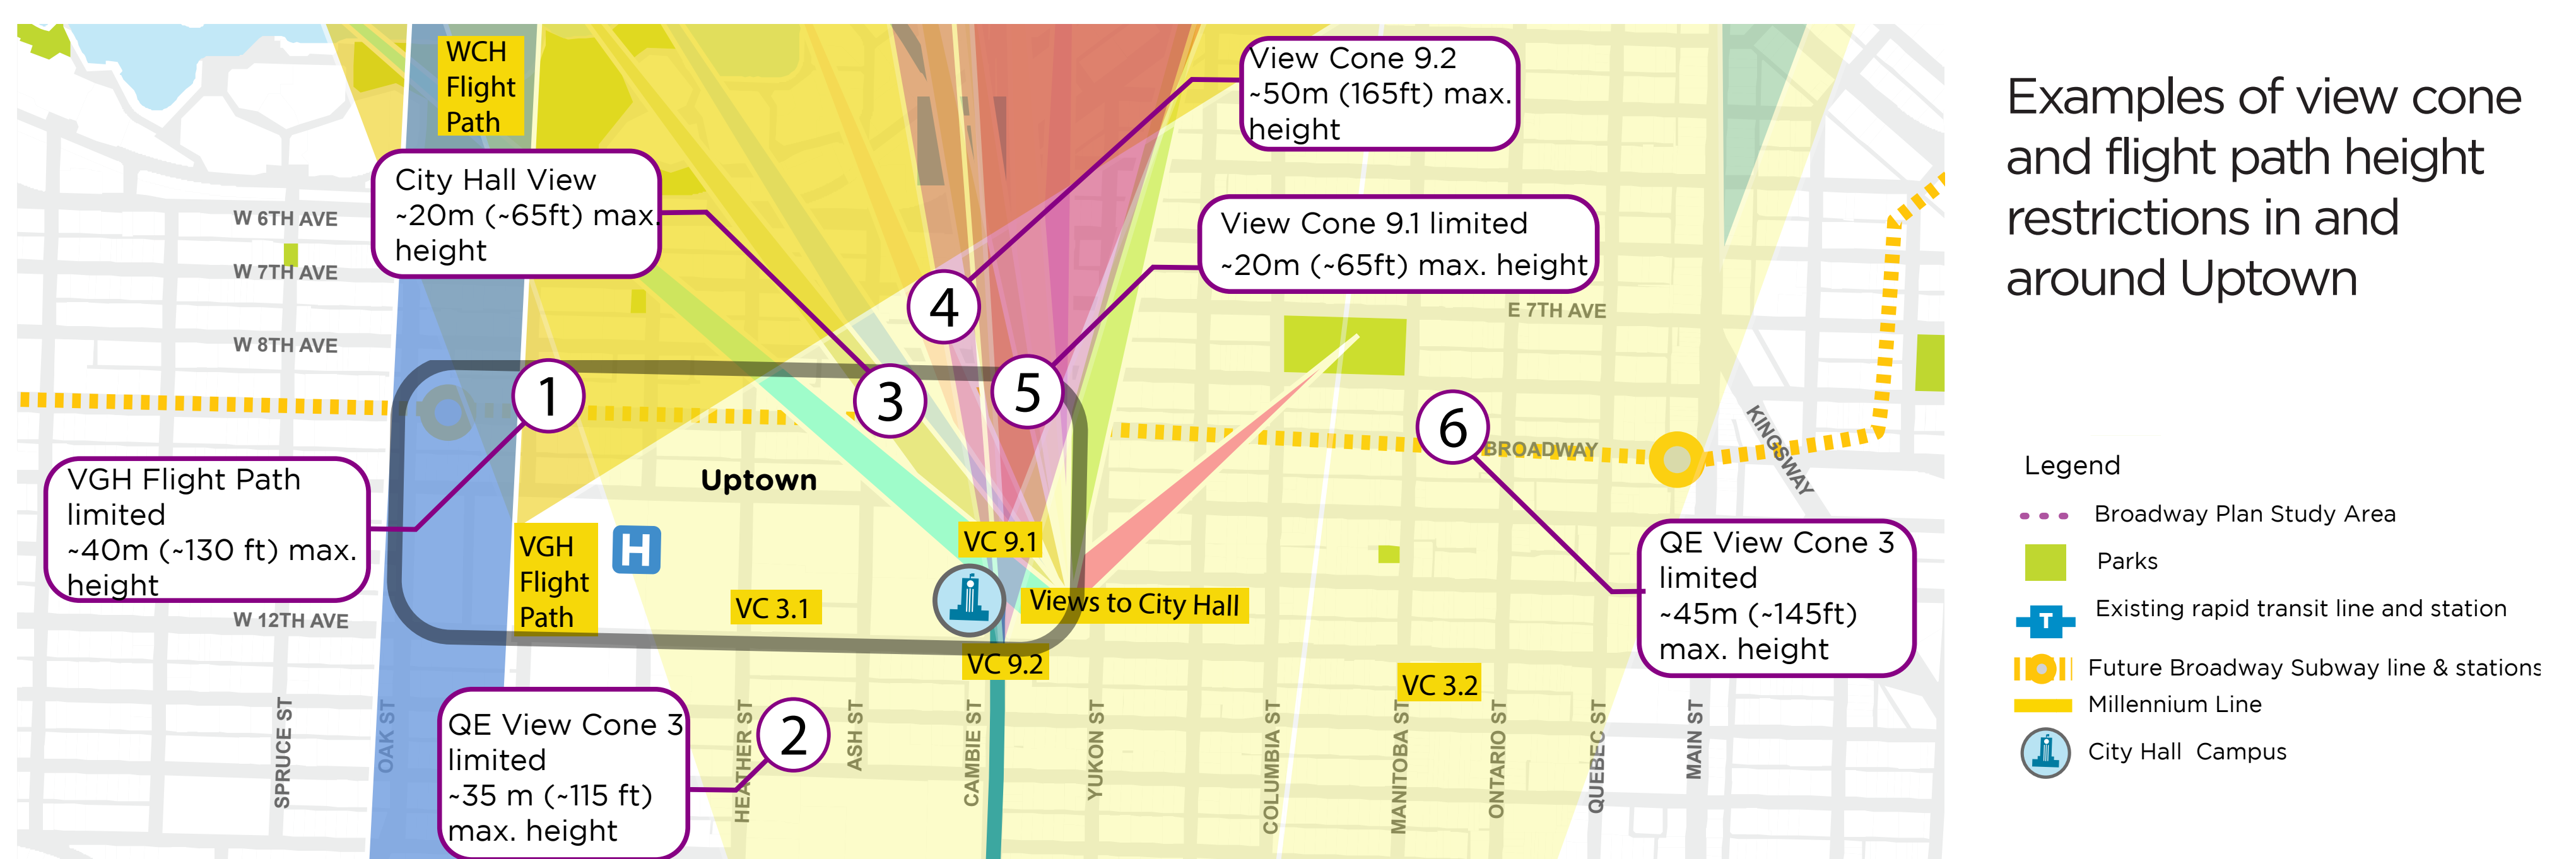 WCH
Flight
Path
City Hall View
~20m (~65ft) max.
height
View Cone 9.2
~50m (165ft) max.
height
View Cone 9.1 limited
~20m (~65ft) max. height
Examples of view cone
and flight path height
restrictions in and
around Uptown
W 6TH AVE
W 7TH AVE
W 8TH AVE
E 7TH AVE
1
3
4
5
6
BROADWAY
KINGSWAY
Uptown
VGH Flight Path
limited
~40m (~130 ft) max.
height
VGH
Flight
Path
H
VC 9.1
VC 3.1
Views to City Hall
VC 9.2
W 12TH AVE
QE View Cone 3
limited
~45m (~145ft)
max. height
VC 3.2
QE View Cone 3
limited
~35 m (~115 ft)
max. height
2
SPRUCE ST
OAK ST
HEATHER ST
ASH ST
CAMBIE ST
YUKON ST
COLUMBIA ST
MANITOBA ST
ONTARIO ST
QUEBEC ST
MAIN ST
Legend
Broadway Plan Study Area
Parks
T
Existing rapid transit line and station
Future Broadway Subway line & stations
Millennium Line
City Hall Campus